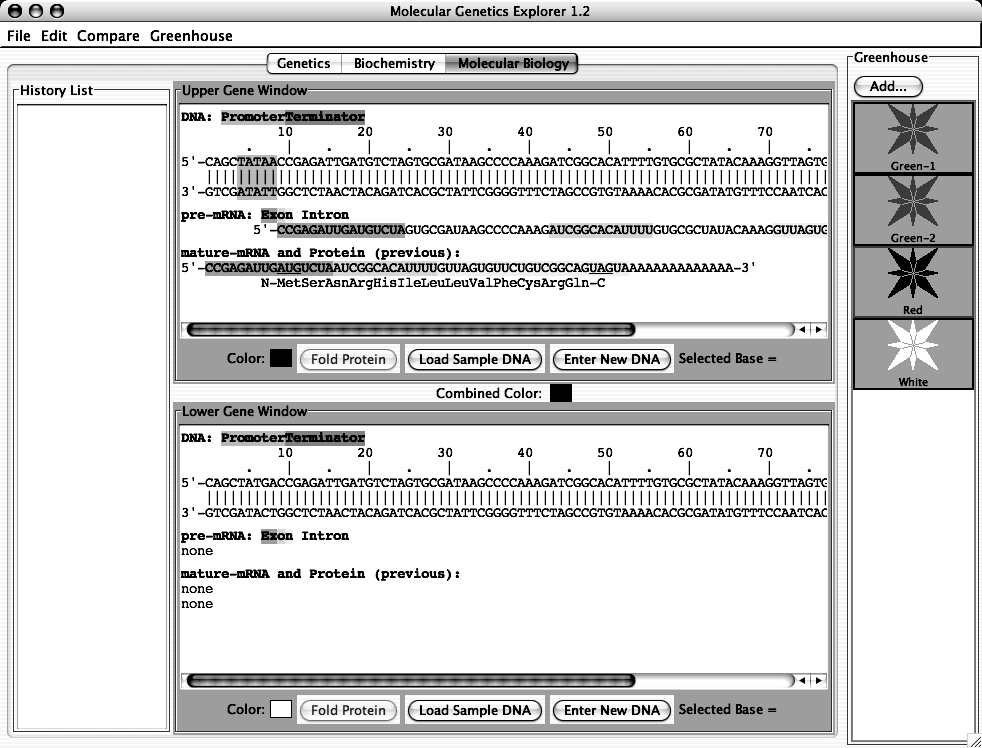 Molecular Genetics Explorer 1.2
File Edit Compare Greenhouse
Genetics Biochemistry Molecular Biology
History List
Upper Gene Window
DNA: PromoterTerminator
10 20 30 40 50 60 70
5'-CAGCTATAACCGAGATTGATGTCTAGTGCGATAAGCCCCAAAGATCGGCACATTTTGTGCGCTATACAAAGGTTAGTG
3'-GTCGATATTGGCTCTAACTACAGATCACGCTATTCGGGGTTTCTAGCCGTGTAAAACACGCGATATGTTTCCAATCAC
pre-mRNA: Exon Intron
5'-CCGAGAUUGAUGUCUAGUGCGAUAAGCCCCAAAGAUCGGCACAUUUUGUGCGCUAUACAAAGGUUAGUG
mature-mRNA and Protein (previous):
5'-CCGAGAUUGAUGUCUAAUCGGCACAUUUUGUUAGUGUUCUGUCGGCAGUAGUAAAAAAAAAAAAAA-3'
N-MetSerAsnArgHisIleLeuLeuValPheCysArgGln-C
Color: Fold Protein Load Sample DNA Enter New DNA Selected Base =
Combined Color:
Lower Gene Window
DNA: PromoterTerminator
10 20 30 40 50 60 70
5'-CAGCTATGACCGAGATTGATGTCTAGTGCGATAAGCCCCAAAGATCGGCACATTTTGTGCGCTATACAAAGGTTAGTG
3'-GTCGATACTGGCTCTAACTACAGATCACGCTATTCGGGGTTTCTAGCCGTGTAAAACACGCGATATGTTTCCAATCAC
pre-mRNA: Exon Intron
none
mature-mRNA and Protein (previous):
none
none
Color: Fold Protein Load Sample DNA Enter New DNA Selected Base =
Greenhouse
Add...
Green-1
Green-2
Red
White